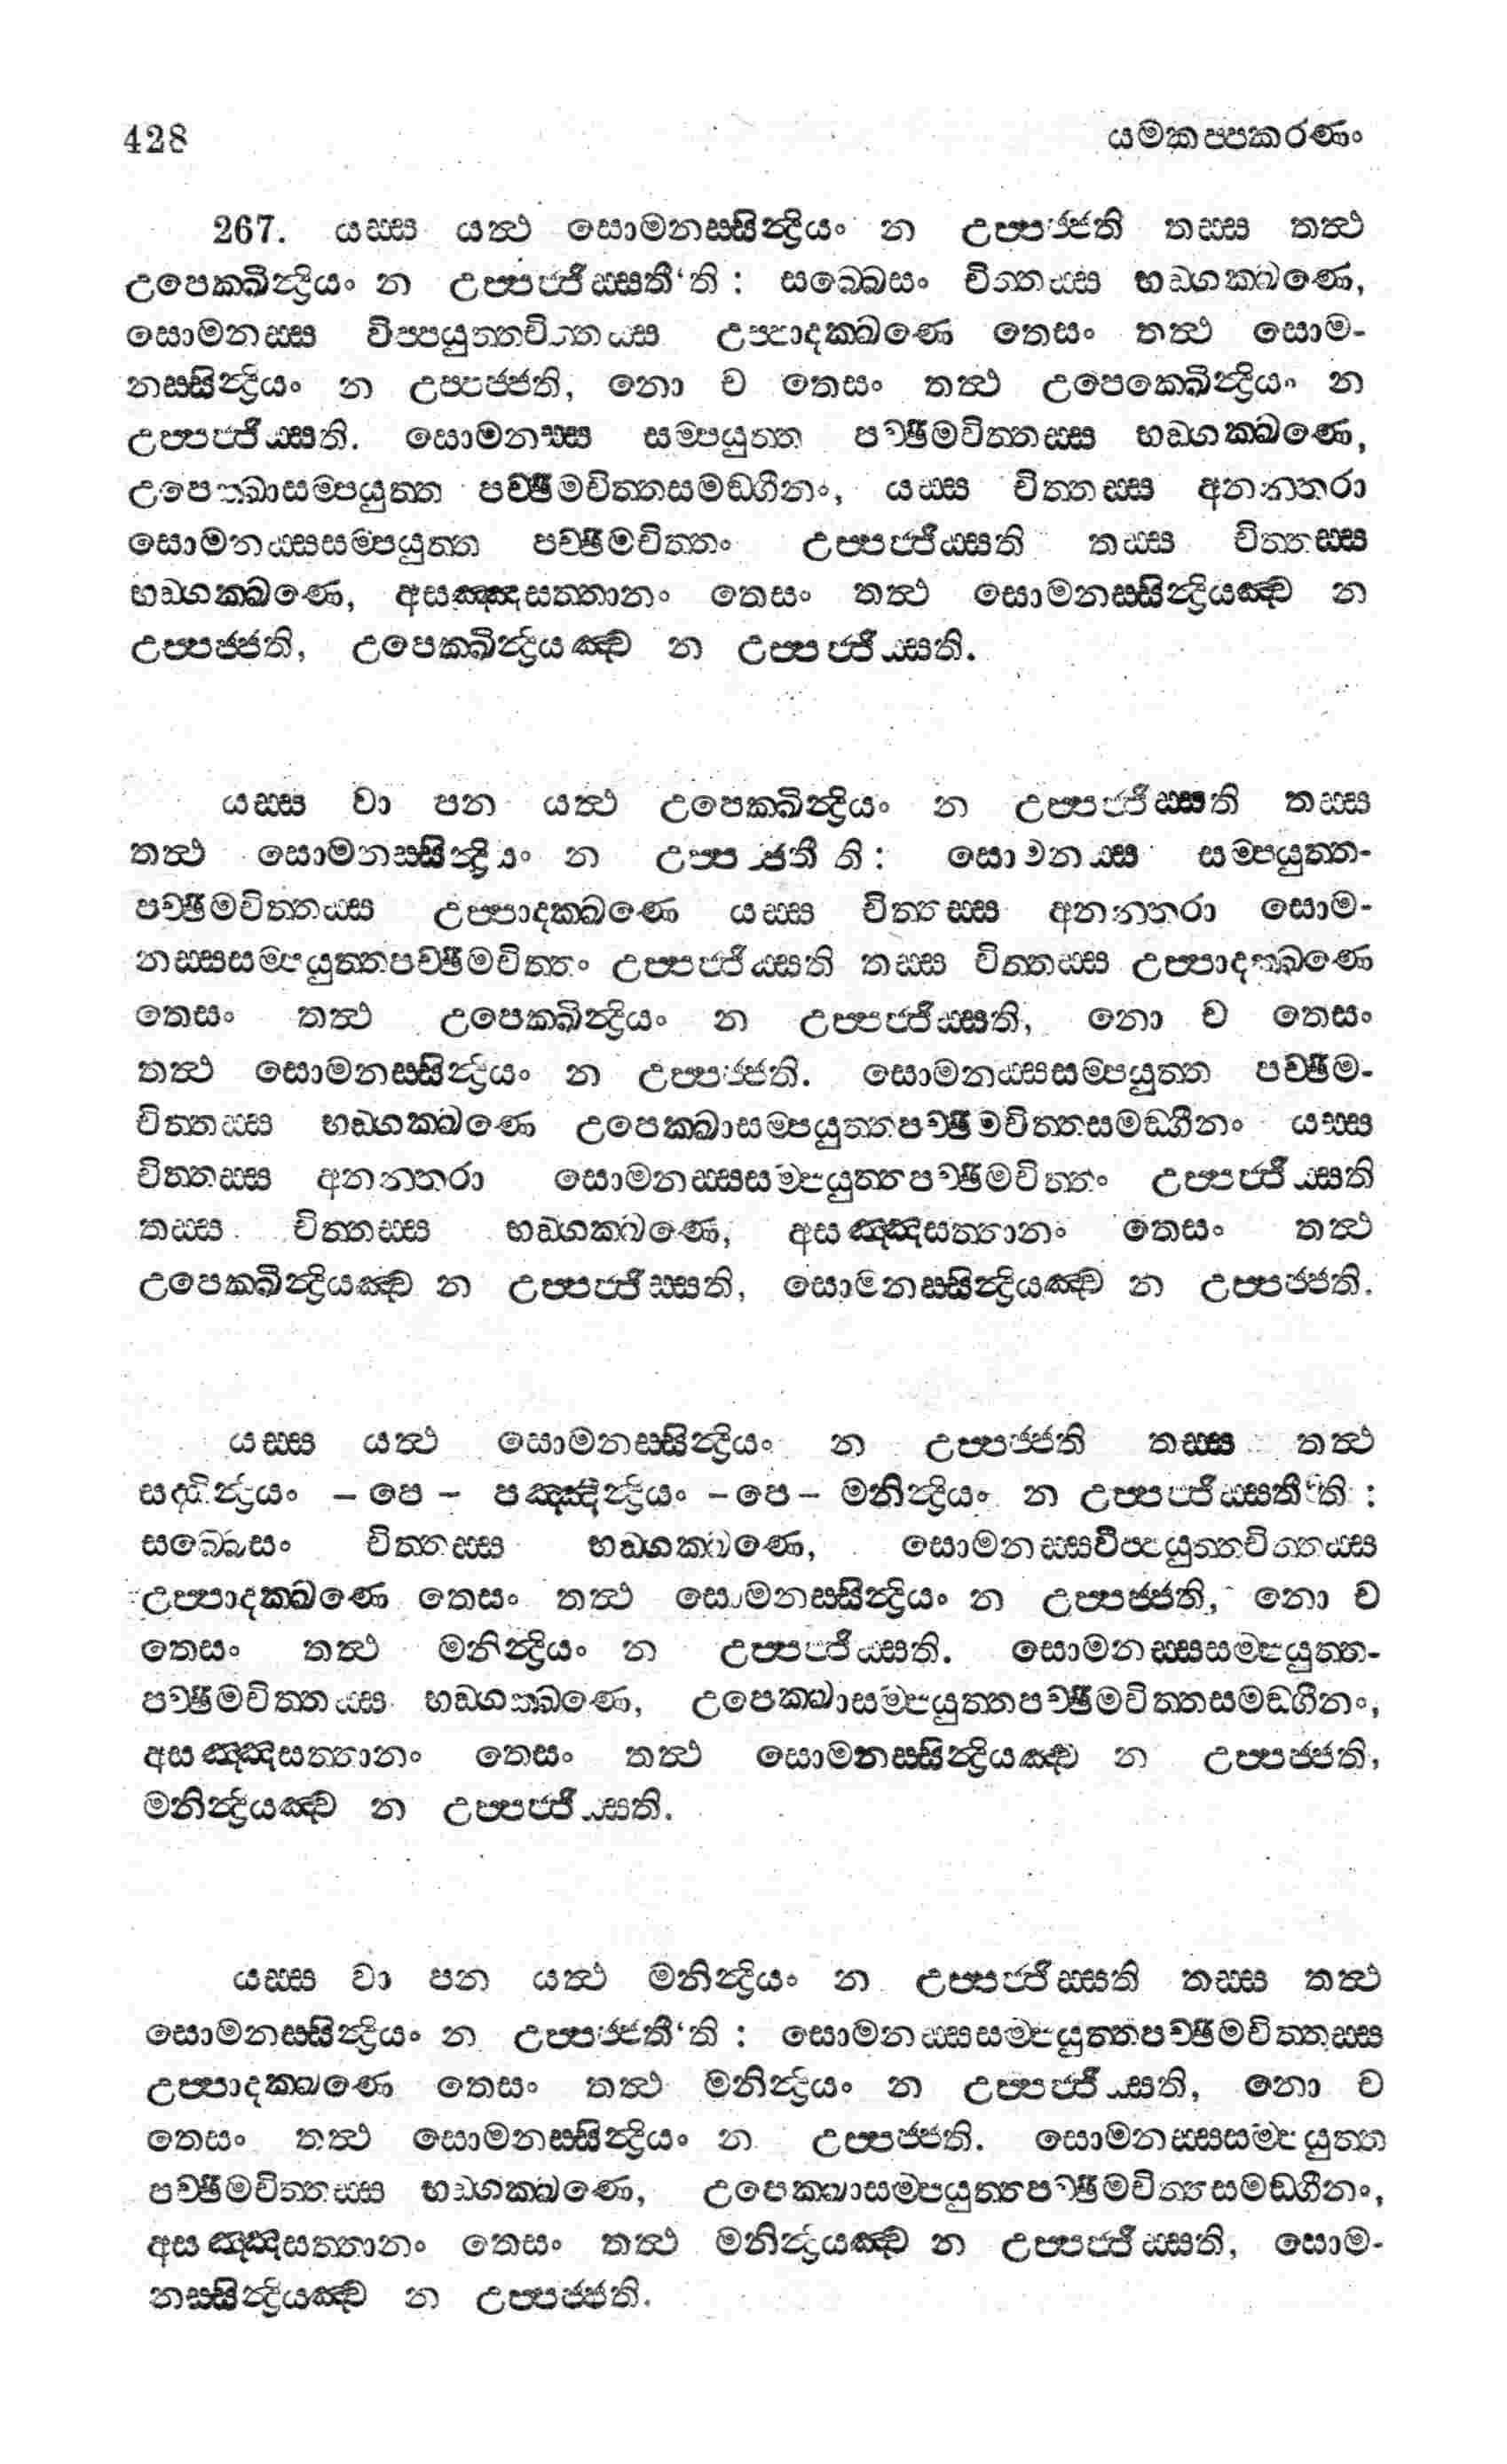 428 යමකප්පකරණං
267. යස්ස යත්ථ සොමනස්සින්ද්‍රියං න උප්පජ්ජති තස්ස තත්ථ
උපෙක්ඛින්ද්‍රියං න උප්පජ්ජිස්සතී‘ති : සබ්බෙසං චිත්තස්ස භඞ්ගක්ඛණෙ,
සොමනස්ස විප්පයුත්තචිත්තස්ස උප්පාදක්ඛණෙ තෙසං තත්ථ සොම-
නස්සින්ද්‍රියං න උප්පජ්ජති, නො ච තෙසං තත්ථ උපෙක්ඛින්ද්‍රියං න
උප්පජ්ජිස්සති. සොමනස්ස සම්පයුත්ත පච්ඡිමචිත්තස්ස භඞ්ගක්ඛණෙ,
උපෙක්ඛාසම්පයුත්ත පච්ඡිමචිත්තසමඞ්ගීනං, යස්ස චිත්තස්ස අනන්තරා
සොමනස්සසම්පයුත්ත පච්ඡිමචිත්තං උප්පජ්ජිස්සති තස්ස චිත්තස්ස
භඞ්ගක්ඛණෙ, අසඤ්ඤසත්තානං තෙසං තත්ථ සොමනස්සින්ද්‍රියඤ්ච න
උප්පජ්ජති, උපෙක්ඛින්ද්‍රියඤ්ච න උප්පජ්ජිස්සති.
යස්ස වා පන යත්ථ උපෙක්ඛින්ද්‍රියං න උප්පජ්ජිස්සති තස්ස
තත්ථ සොමනස්සින්ද්‍රියං න උප්පජ්ජතී ති : සොමනස්ස සම්පයුත්ත-
පච්ඡිමචිත්තස්ස උප්පාදක්ඛණෙ යස්ස චිත්තස්ස අනන්තරා සොම-
නස්සසම්පයුත්තපච්ඡිමචිත්තං උප්පජ්ජිස්සති තස්ස චිත්තස්ස උප්පාදක්ඛණෙ
තෙසං තත්ථ උපෙක්ඛින්ද්‍රියං න උප්පජ්ජිස්සති, නො ච තෙසං
තත්ථ සොමනස්සින්ද්‍රියං න උප්පජ්ජති. සොමනස්සසම්පයුත්ත පච්ඡිම-
චිත්තස්ස භඞ්ගක්ඛණෙ උපෙක්ඛාසම්පයුත්තපච්ඡිමචිත්තසමඞ්ගීනං යස්ස
චිත්තස්ස අනන්තරා සොමනස්සසම්පයුත්තපච්ඡිමචිත්තං උප්පජ්ජිස්සති
තස්ස චිත්තස්ස භඞ්ගක්ඛණෙ, අසඤ්ඤසත්තානං තෙසං තත්ථ
උපෙක්ඛින්ද්‍රියඤ්ච න උප්පජ්ජිස්සති, සොමනස්සින්ද්‍රියඤ්ච න උප්පජ්ජති.
යස්ස යත්ථ සොමනස්සින්ද්‍රියං න උප්පජ්ජති තස්ස තත්ථ
සද්ධින්ද්‍රියං – පෙ – පඤ්ඤින්ද්‍රියං – පෙ – මනින්ද්‍රියං න උප්පජ්ජිස්සතී‘ති :
සබ්බෙසං චිත්තස්ස භඞ්ගක්ඛණෙ, සොමනස්සවිප්පයුත්තචිත්තස්ස
උප්පාදක්ඛණෙ තෙසං තත්ථ සොමනස්සින්ද්‍රියං න උප්පජ්ජති, නො ච
තෙසං තත්ථ මනින්ද්‍රියං න උප්පජ්ජිස්සති. සොමනස්සසම්පයුත්ත-
පච්ඡිමචිත්තස්ස භඞ්ගක්ඛණෙ, උපෙක්ඛාසම්පයුත්තපච්ඡිමචිත්තසමඞ්ගීනං,
අසඤ්ඤසත්තානං තෙසං තත්ථ සොමනස්සින්ද්‍රියඤ්ච න උප්පජ්ජති,
මනින්ද්‍රියඤ්ච න උප්පජ්ජිස්සති.
යස්ස වා පන යත්ථ මනින්ද්‍රියං න උප්පජ්ජිස්සති තස්ස තත්ථ
සොමනස්සින්ද්‍රියං න උප්පජ්ජතී‘ති : සොමනස්සසම්පයුත්තපච්ඡිමචිත්තස්ස
උප්පාදක්ඛණෙ තෙසං තත්ථ මනින්ද්‍රියං න උප්පජ්ජිස්සති, නො ච
තෙසං තත්ථ සොමනස්සින්ද්‍රියං න උප්පජ්ජති. සොමනස්සසම්පයුත්ත
පච්ඡිමචිත්තස්ස භඞ්ගක්ඛණෙ, උපෙක්ඛාසම්පයුත්තපච්ඡිමචිත්තසමඞ්ගීනං,
අසඤ්ඤසත්තානං තෙසං තත්ථ මනින්ද්‍රියඤ්ච න උප්පජ්ජිස්සති, සොම-
නස්සින්ද්‍රියඤ්ච න උප්පජ්ජති.